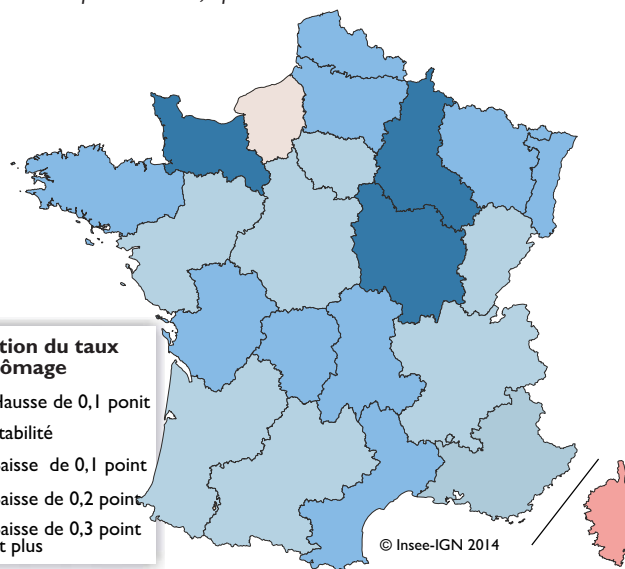 tion du taux
ômage
ausse de 0,1 ponit
tabilité
aisse de 0,1 point
aisse de 0,2 point
aisse de 0,3 point
t plus
© Insee-IGN 2014